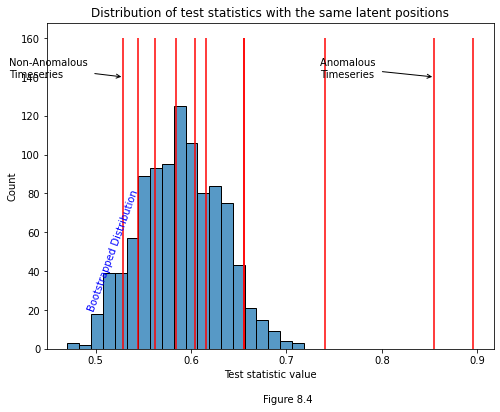 Distribution of test statistics with the same latent positions
160
140
120
100
80
60
40
20
0
Count
Non-Anomalous
Timeseries
Anomalous
Timeseries
Bootstrapped Distribution
0.5 0.6 0.7 0.8 0.9
Test statistic value
Figure 8.4